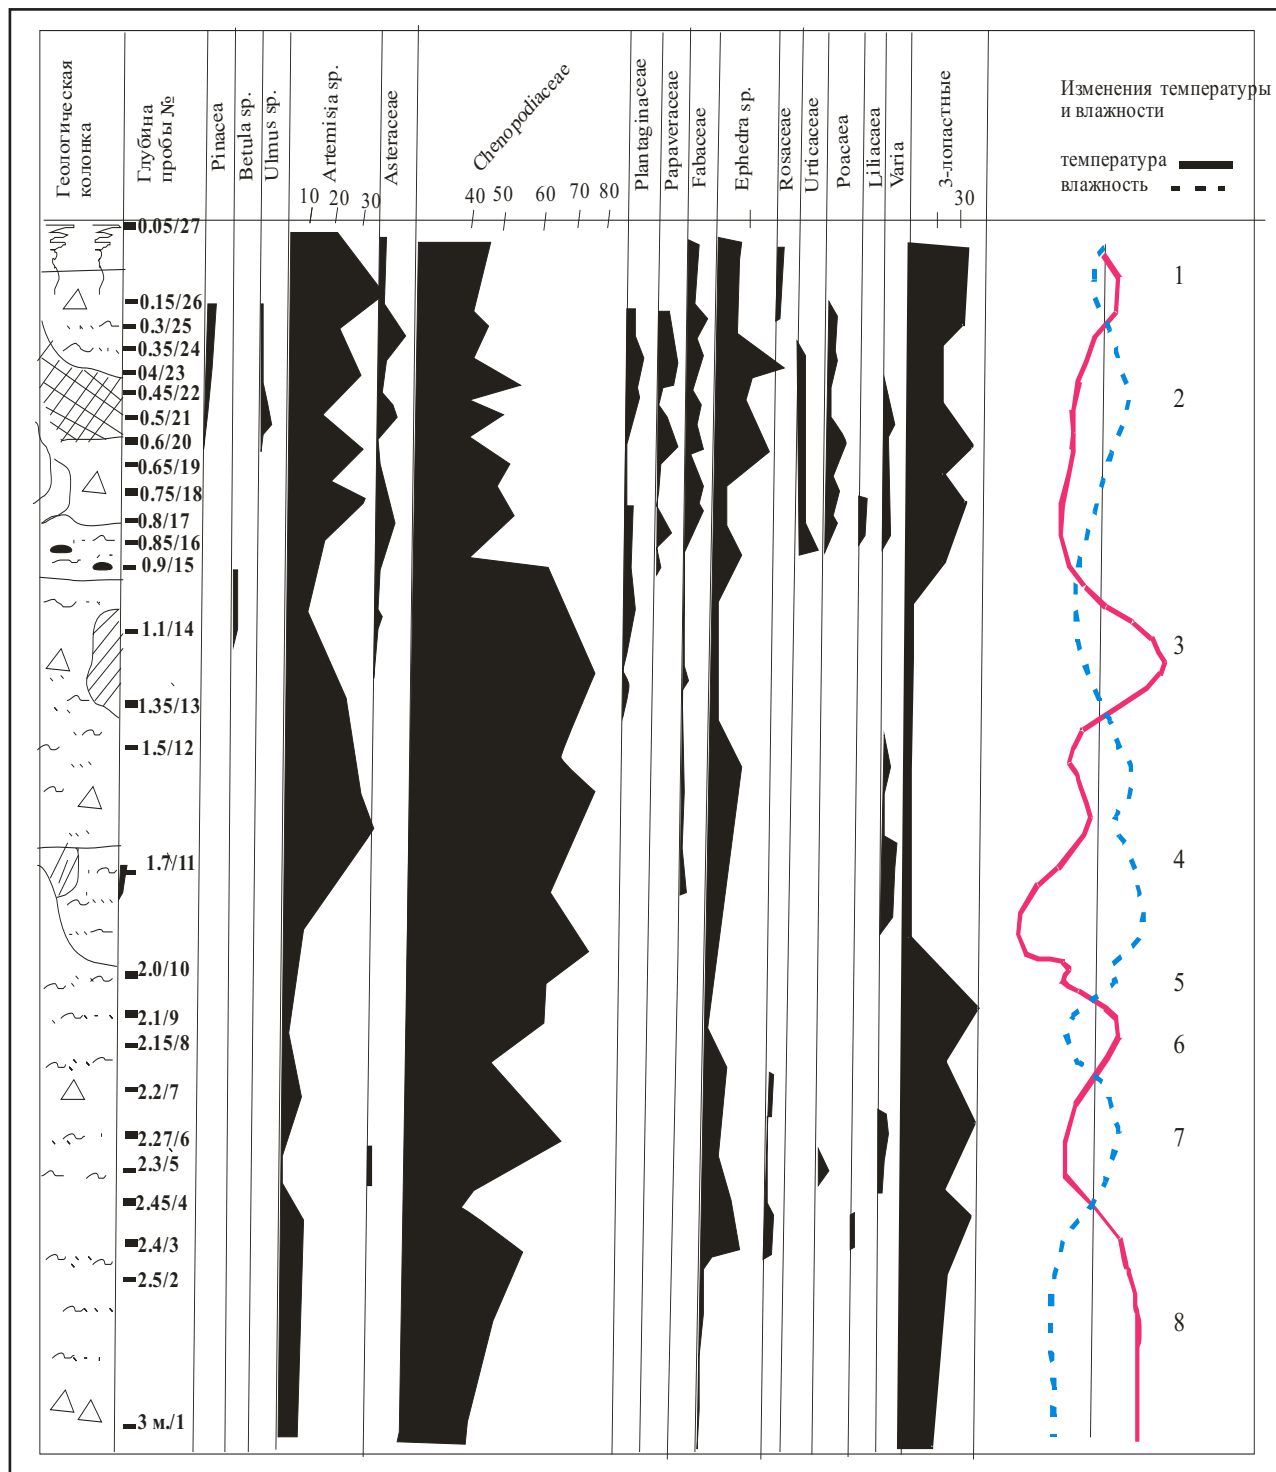 Геологическая
колонка
Глубина
пробы №
Pinacea
Betula sp.
Ulmus sp.
Artemisia sp.
Asteraceae
Chenopodiaceae
Plantaginaceae
Papaveraceae
Fabaceae
Ephedra sp.
Rosaceae
Urticaceae
Poacaea
Liliacaea
Varia
3-лопастные
Изменения температуры
и влажности
температура
влажность
10 20 30
40 50 60 70 80
30
0.05/27
0.15/26
0.3/25
0.35/24
04/23
0.45/22
0.5/21
0.6/20
0.65/19
0.75/18
0.8/17
0.85/16
0.9/15
1.1/14
1.35/13
1.5/12
1.7/11
2.0/10
2.1/9
2.15/8
2.2/7
2.27/6
2.3/5
2.45/4
2.4/3
2.5/2
3 м./1
1
2
3
4
5
6
7
8